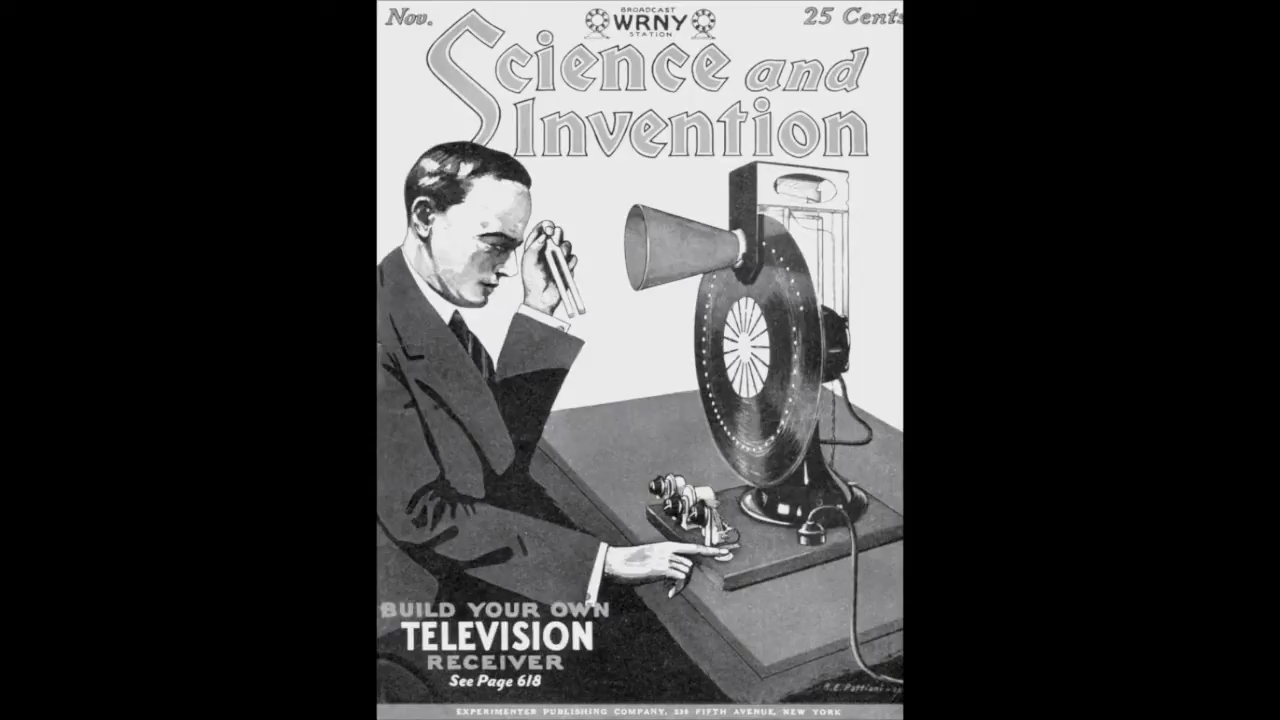 Nov.
BROADCAST
WRNY
STATION
25 Cents
Science and
Invention
BUILD YOUR OWN
TELEVISION
RECEIVER
See Page 618
EXPERIMENTER PUBLISHING COMPANY, 230 FIFTH AVENUE, NEW YORK